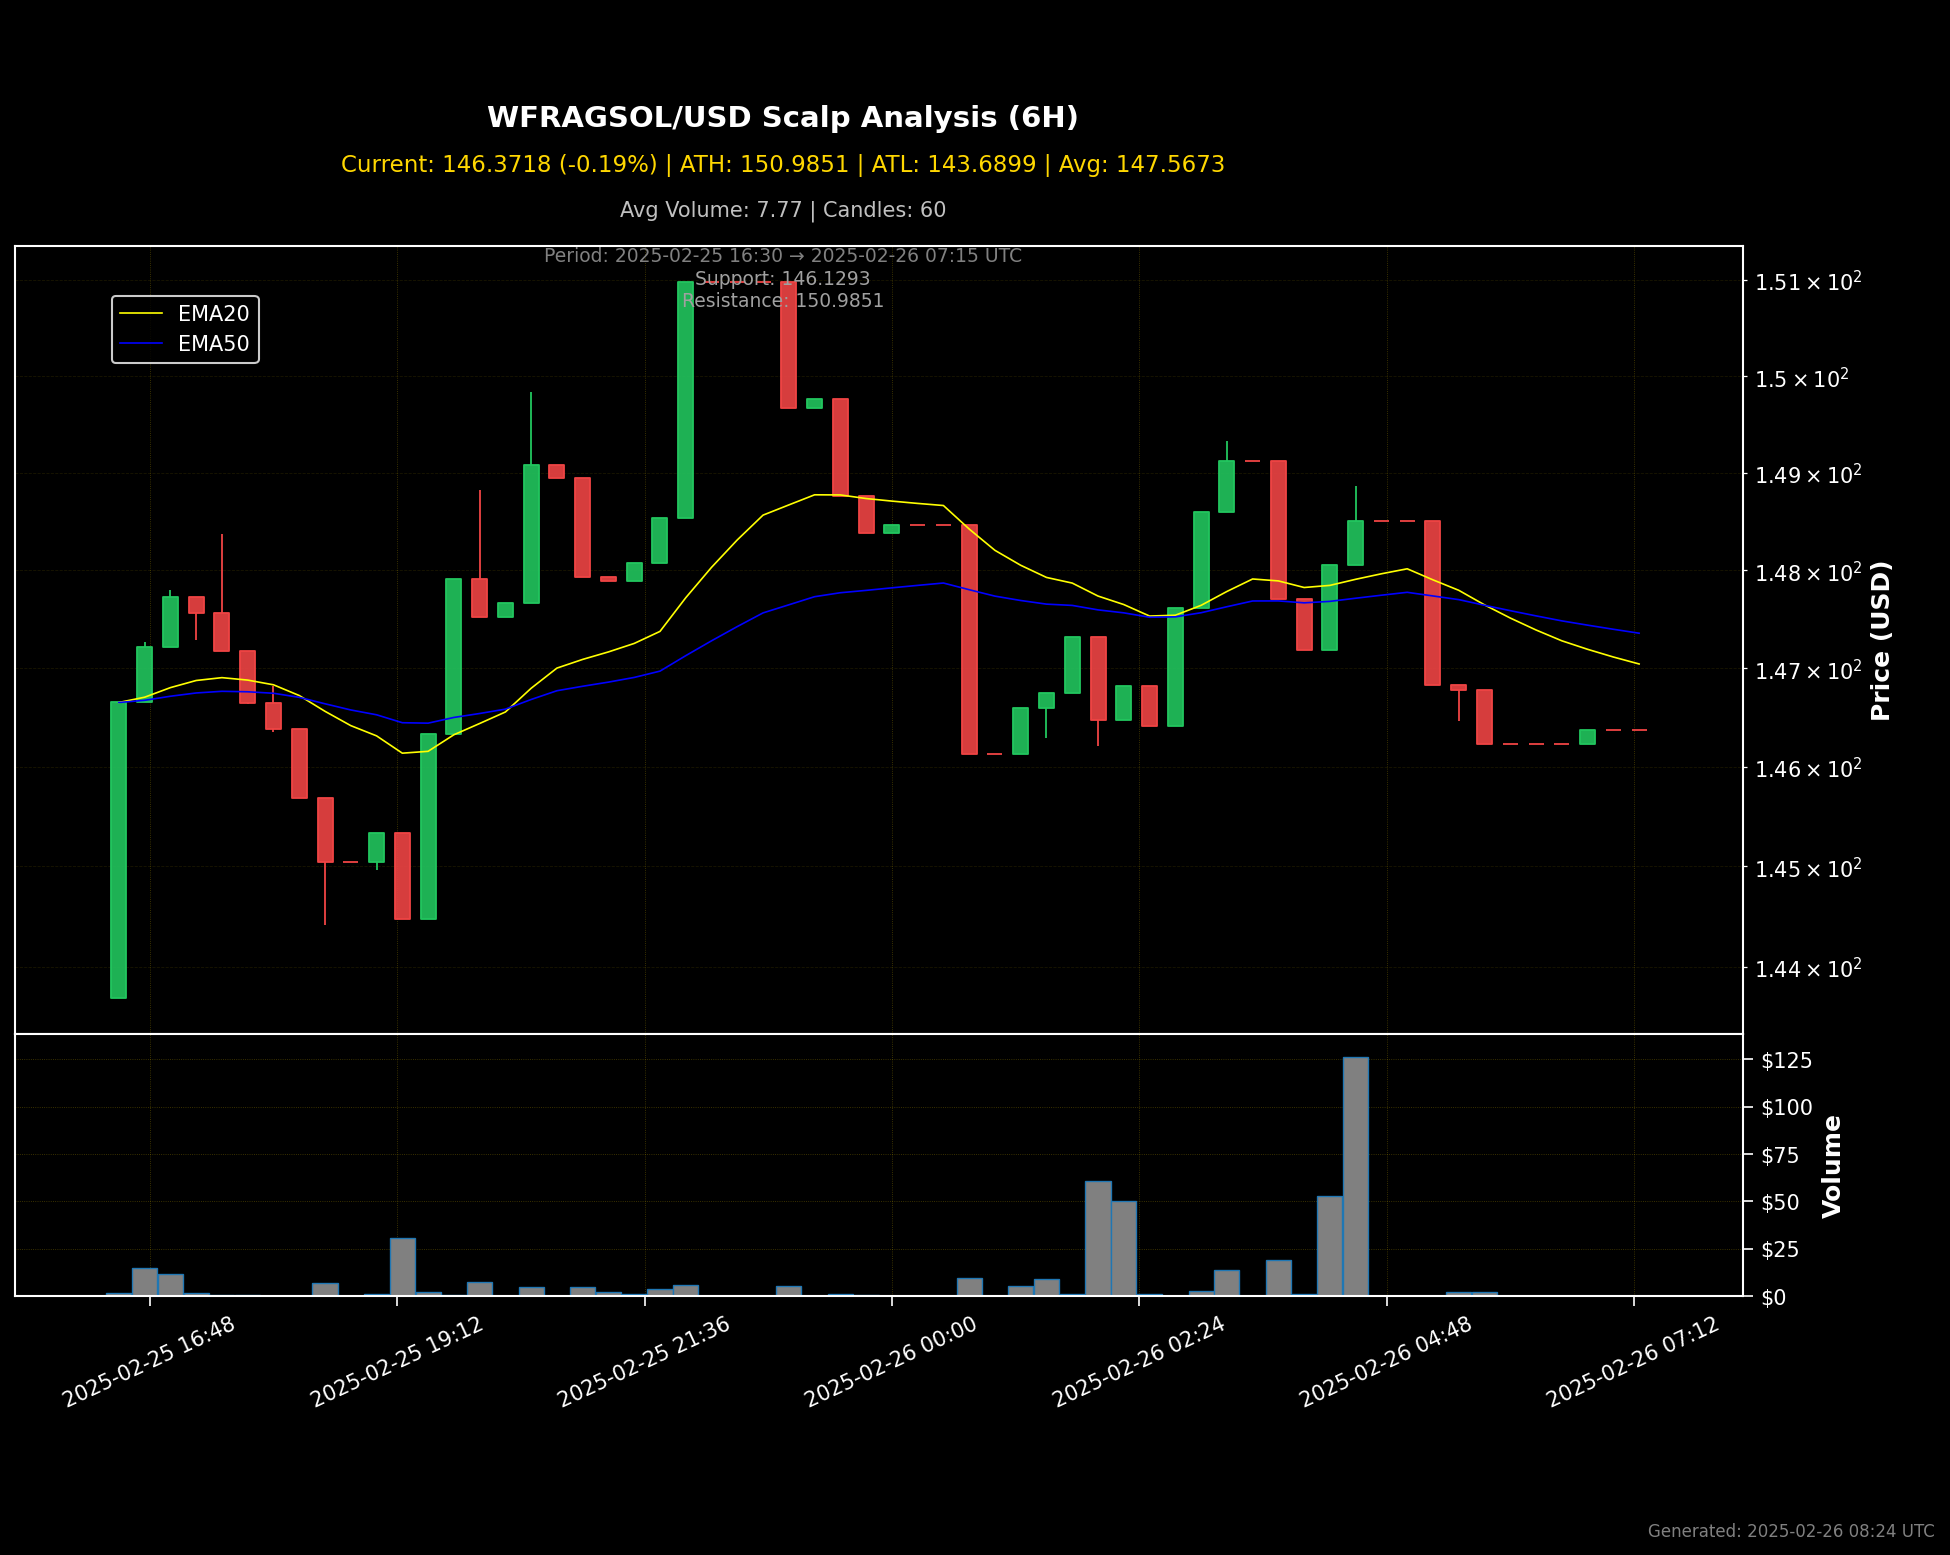 WFRAGSOL/USD Scalp Analysis (6H)
Current: 146.3718 (-0.19%) | ATH: 150.9851 | ATL: 143.6899 | Avg: 147.5673
Avg Volume: 7.77 | Candles: 60
Period: 2025-02-25 16:30 → 2025-02-26 07:15 UTC
Support: 146.1293
Resistance: 150.9851
EMA20
EMA50
1.51 × 10²
1.5 × 10²
1.49 × 10²
1.48 × 10²
1.47 × 10²
1.46 × 10²
1.45 × 10²
1.44 × 10²
Price (USD)
$125
$100
$75
$50
$25
$0
Volume
2025-02-25 16:48
2025-02-25 19:12
2025-02-25 21:36
2025-02-26 00:00
2025-02-26 02:24
2025-02-26 04:48
2025-02-26 07:12
Generated: 2025-02-26 08:24 UTC